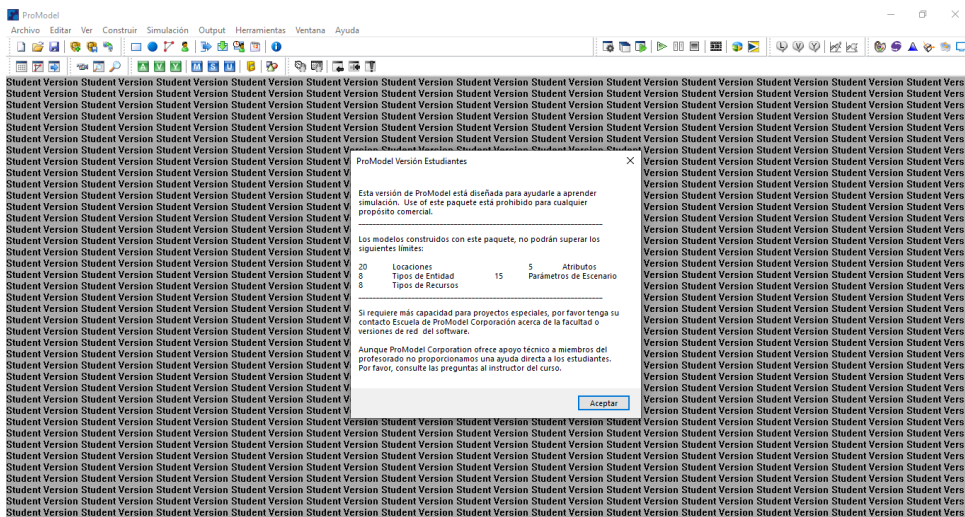 ProModel
Archivo Editar Ver Construir Simulación Output Herramientas Ventana Ayuda
Student Version Student Version Student Version Student Version Student Version Student Version Student Version Student Version Student Version Student Version Student Version Student Version Student Vers
ProModel Versión Estudiantes
Esta versión de ProModel está diseñada para ayudarle a aprender
simulación. Use of este paquete está prohibido para cualquier
propósito comercial.
Los modelos construidos con este paquete, no podrán superar los
siguientes límites:
20 Locaciones 5 Atributos
8 Tipos de Entidad 15 Parámetros de Escenario
8 Tipos de Recursos
Si requiere más capacidad para proyectos especiales, por favor tenga su
contacto Escuela de ProModel Corporación acerca de la facultad o
versiones de red del software.
Aunque ProModel Corporation ofrece apoyo técnico a miembros del
profesorado no proporcionamos una ayuda directa a los estudiantes.
Por favor, consulte las preguntas al instructor del curso.
Aceptar